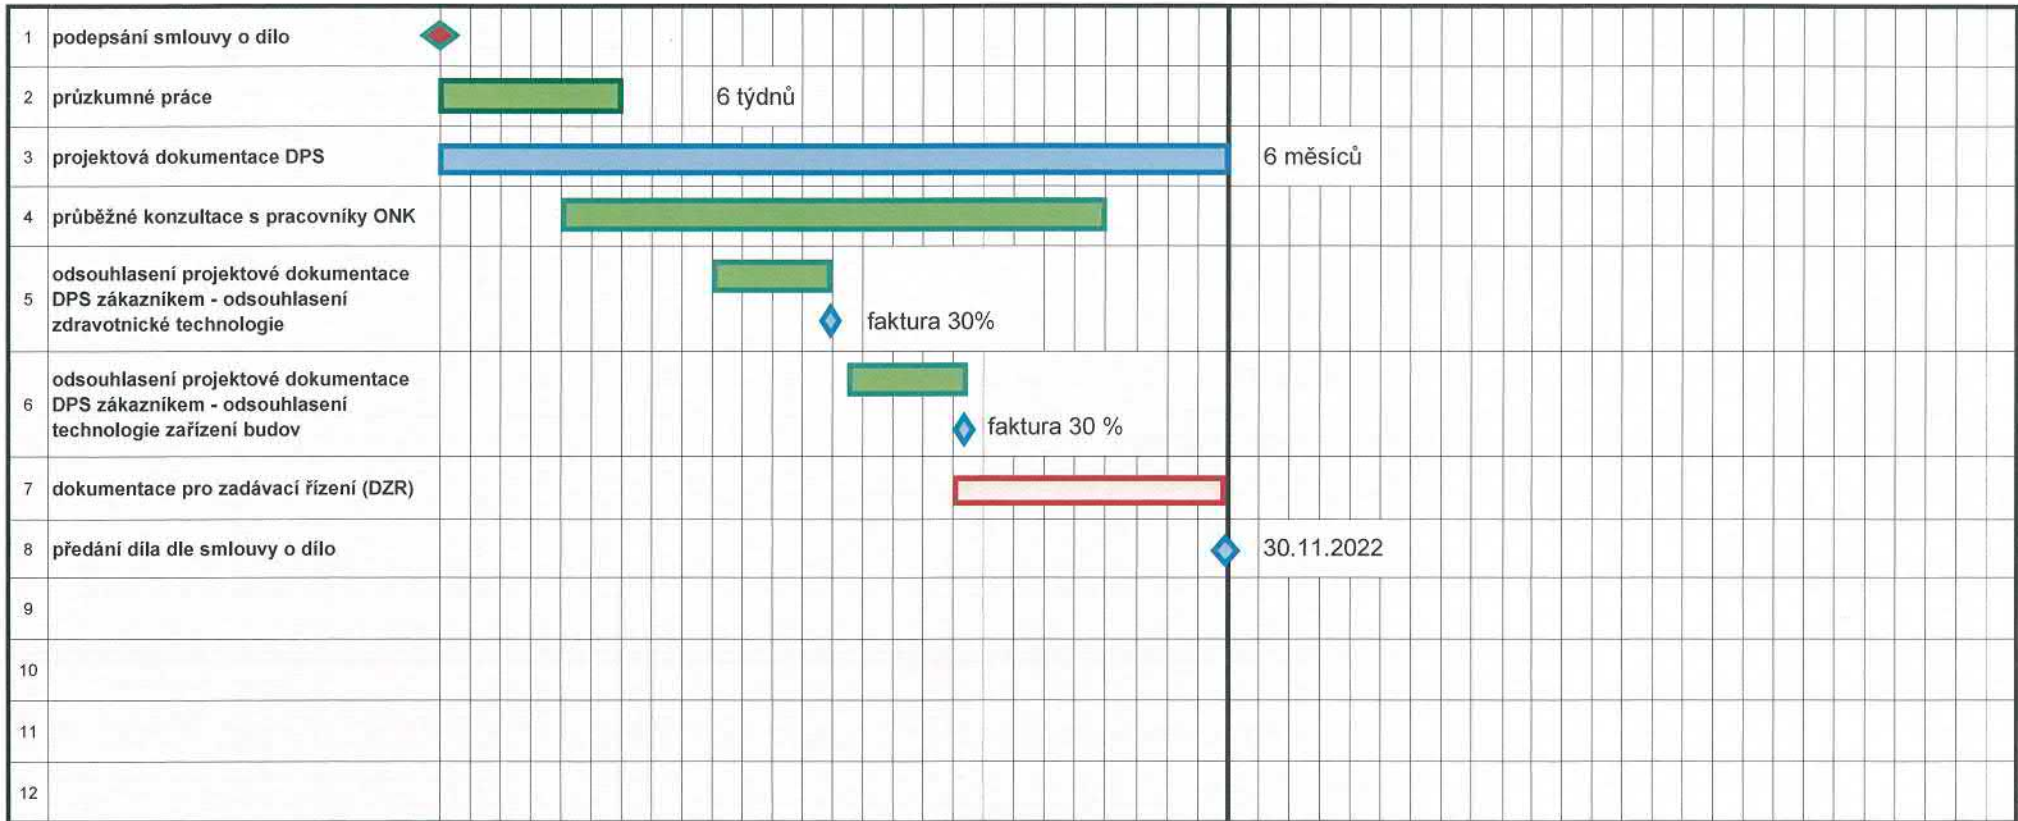 1 podepsání smlouvy o dílo
2 průzkumné práce 6 týdnů
3 projektová dokumentace DPS 6 měsíců
4 průběžné konzultace s pracovníky ONK
5 odsouhlasení projektové dokumentace
DPS zákazníkem - odsouhlasení
zdravotnické technologie
faktura 30%
6 odsouhlasení projektové dokumentace
DPS zákazníkem - odsouhlasení
technologie zařízení budov
faktura 30 %
7 dokumentace pro zadávací řízení (DZR)
8 předání díla dle smlouvy o dílo 30.11.2022
9
10
11
12